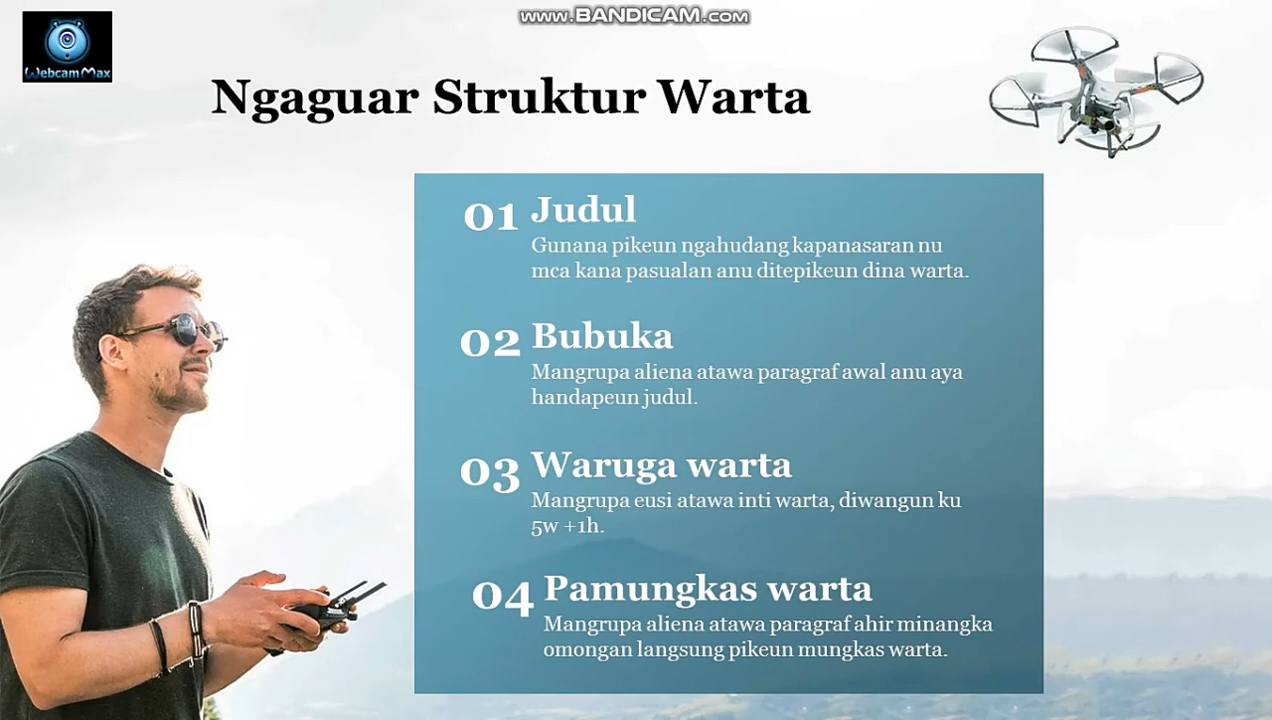 www.BANDICAM.com
WebcamMax
Ngaguar Struktur Warta
01 Judul
Gunana pikeun ngahudang kapanasaran nu
mca kana pasualan anu ditepikeun dina warta.
02 Bubuka
Mangrupa aliena atawa paragraf awal anu aya
handapeun judul.
03 Waruga warta
Mangrupa eusi atawa inti warta, diwangun ku
5w +1h.
04 Pamungkas warta
Mangrupa aliena atawa paragraf ahir minangka
omongan langsung pikeun mungkas warta.